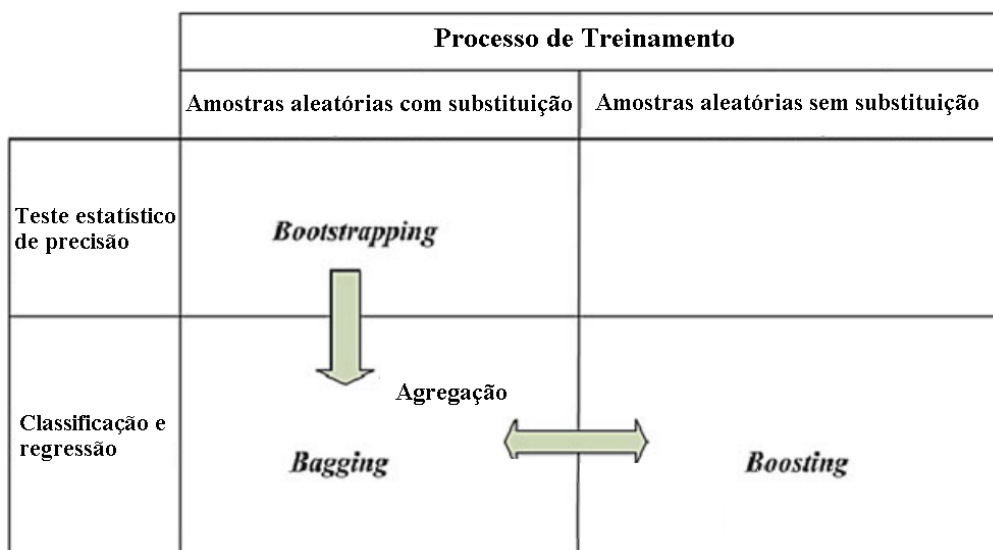 Processo de Treinamento
Amostras aleatórias com substituição
Amostras aleatórias sem substituição
Teste estatístico
de precisão
Bootstrapping
Classificação e
regressão
Agregação
Bagging
Boosting